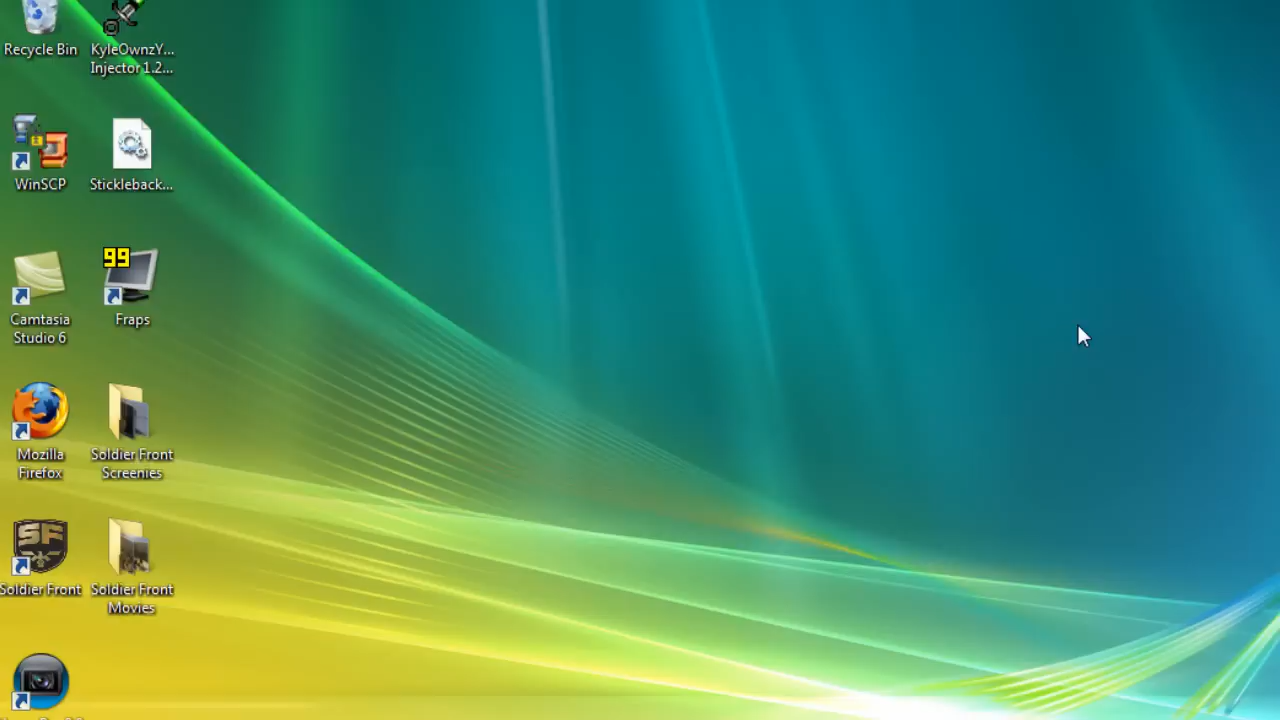 Recycle Bin
KyleOwnzY...
Injector 1.2...
WinSCP
Stickleback...
Camtasia
Studio 6
99
Fraps
Mozilla
Firefox
Soldier Front
Screenies
SF
Soldier Front
Soldier Front
Movies